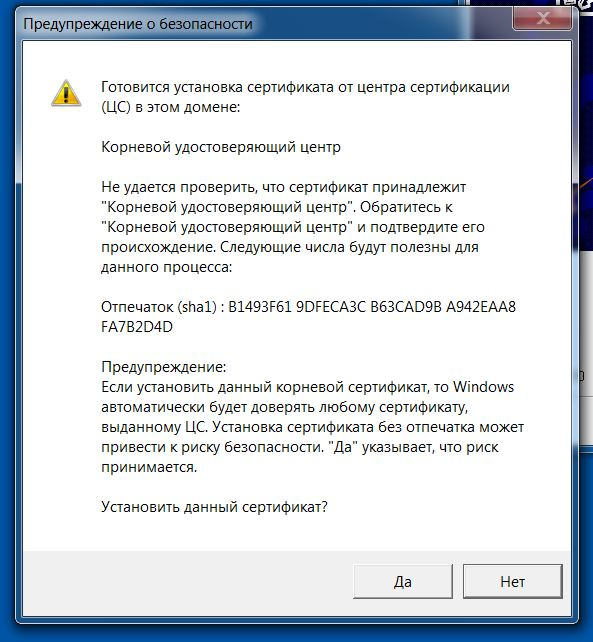 Предупреждение о безопасности
Готовится установка сертификата от центра сертификации
(ЦС) в этом домене:
Корневой удостоверяющий центр
Не удается проверить, что сертификат принадлежит
"Корневой удостоверяющий центр". Обратитесь к
"Корневой удостоверяющий центр" и подтвердите его
происхождение. Следующие числа будут полезны для
данного процесса:
Отпечаток (sha1) : B1493F61 9DFECA3C B63CAD9B A942EAA8
FA7B2D4D
Предупреждение:
Если установить данный корневой сертификат, то Windows
автоматически будет доверять любому сертификату,
выданному ЦС. Установка сертификата без отпечатка может
привести к риску безопасности. "Да" указывает, что риск
принимается.
Установить данный сертификат?
Да
Нет